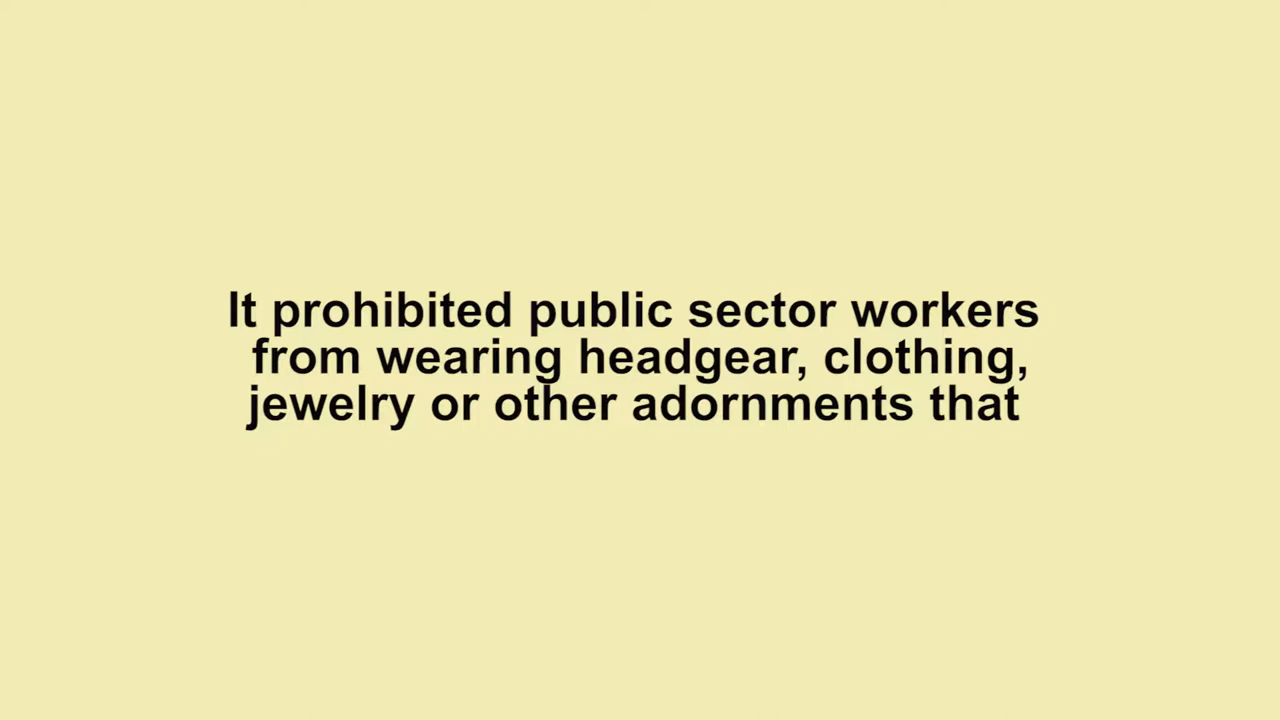 It prohibited public sector workers
from wearing headgear, clothing,
jewelry or other adornments that